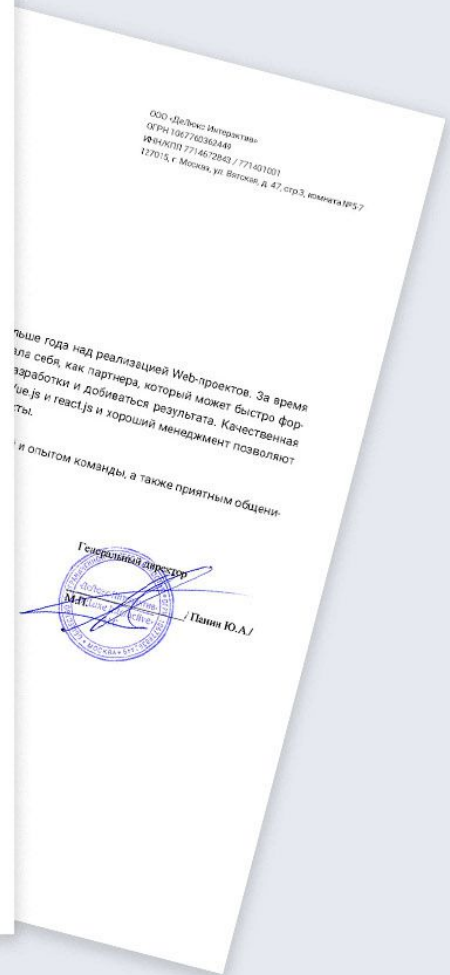 ООО «ДеЛюкс Интерактив»
ОГРН 1067760362449
ИНН/КПП 7714672843 / 771401001
127015, г. Москва, ул. Вятская, д. 47, стр.3, комната №5-7
льше года над реализацией Web-проектов. За время
ала себя, как партнера, который может быстро фор-
азработки и добиваться результата. Качественная
Vue.js и react.js и хороший менеджмент позволяют
кты.
и опытом команды, а также приятным общени-
Генеральный директор
М.П. / Панин Ю.А./
МОСКВА